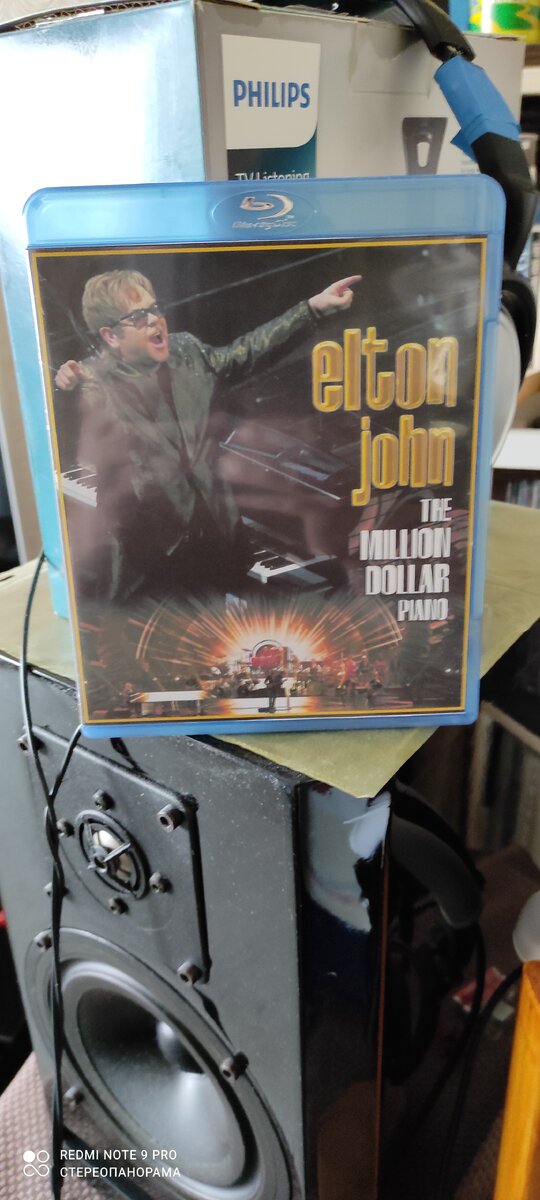 PHILIPS
TV Listening
Blu-ray Disc
elton
john
THE
MILLION
DOLLAR
PIANO
REDMI NOTE 9 PRO
СТЕРЕОПАНОРАМА